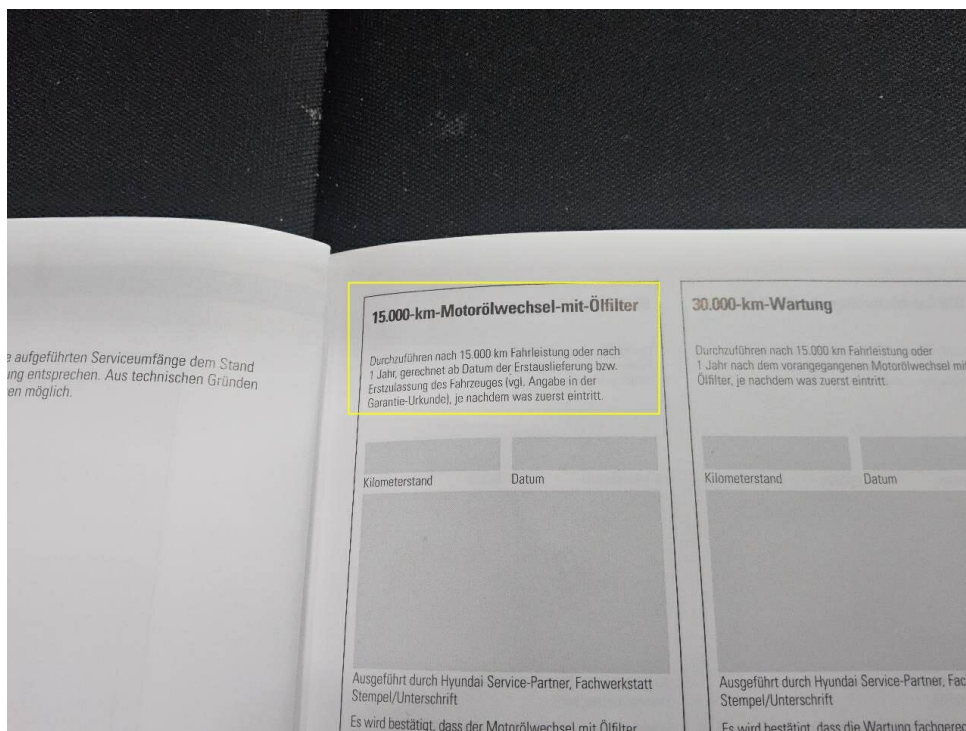 e aufgeführten Serviceumfänge dem Stand
ung entsprechen. Aus technischen Gründen
en möglich.
15.000-km-Motorölwechsel-mit-Ölfilter
Durchzuführen nach 15.000 km Fahrleistung oder nach
1 Jahr, gerechnet ab Datum der Erstauslieferung bzw.
Erstzulassung des Fahrzeuges (vgl. Angabe in der
Garantie-Urkunde), je nachdem was zuerst eintritt.
Kilometerstand
Datum
Ausgeführt durch Hyundai Service-Partner, Fachwerkstatt
Stempel/Unterschrift
Es wird bestätigt, dass der Motorölwechsel mit Ölfilter
30.000-km-Wartung
Durchzuführen nach 15.000 km Fahrleistung oder
1 Jahr nach dem vorangegangenen Motorölwechsel mit
Ölfilter, je nachdem was zuerst eintritt.
Kilometerstand
Datum
Ausgeführt durch Hyundai Service-Partner, Fac
Stempel/Unterschrift
Es wird bestätigt, dass die Wartung fachgerec